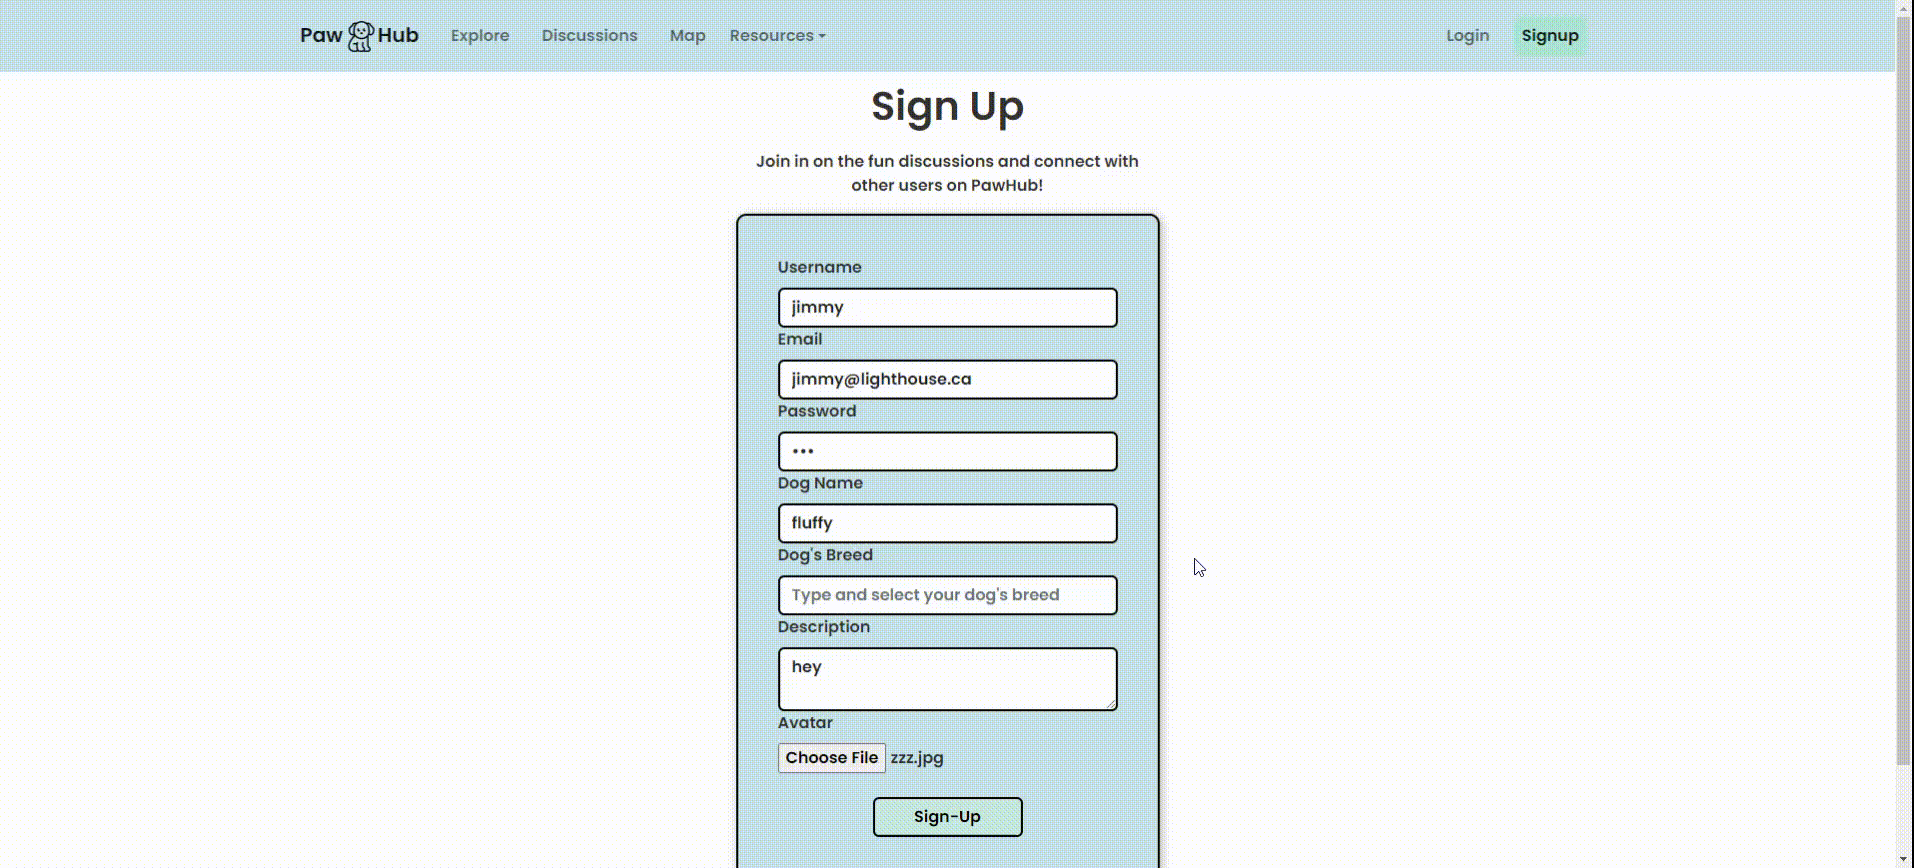 Paw Hub Explore Discussions Map Resources Login Signup
Sign Up
Join in on the fun discussions and connect with
other users on PawHub!
Username
jimmy
Email
jimmy@lighthouse.ca
Password
•••
Dog Name
fluffy
Dog's Breed
Type and select your dog's breed
Description
hey
Avatar
Choose File zzz.jpg
Sign-Up